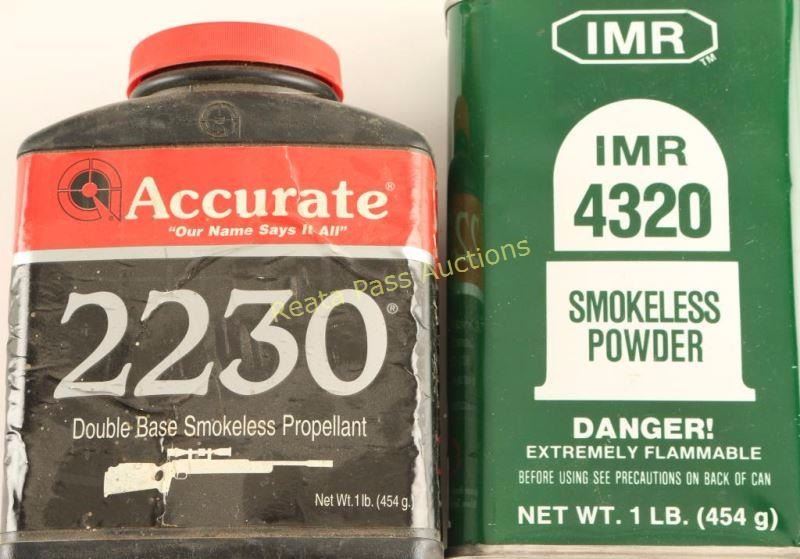 Accurate®
"Our Name Says It All"
2230®
Double Base Smokeless Propellant
Net Wt. 1 lb. (454 g.)
Reata Pass Auctions
IMR
TM
IMR
4320
SMOKELESS
POWDER
DANGER!
EXTREMELY FLAMMABLE
BEFORE USING SEE PRECAUTIONS ON BACK OF CAN
NET WT. 1 LB. (454 g)